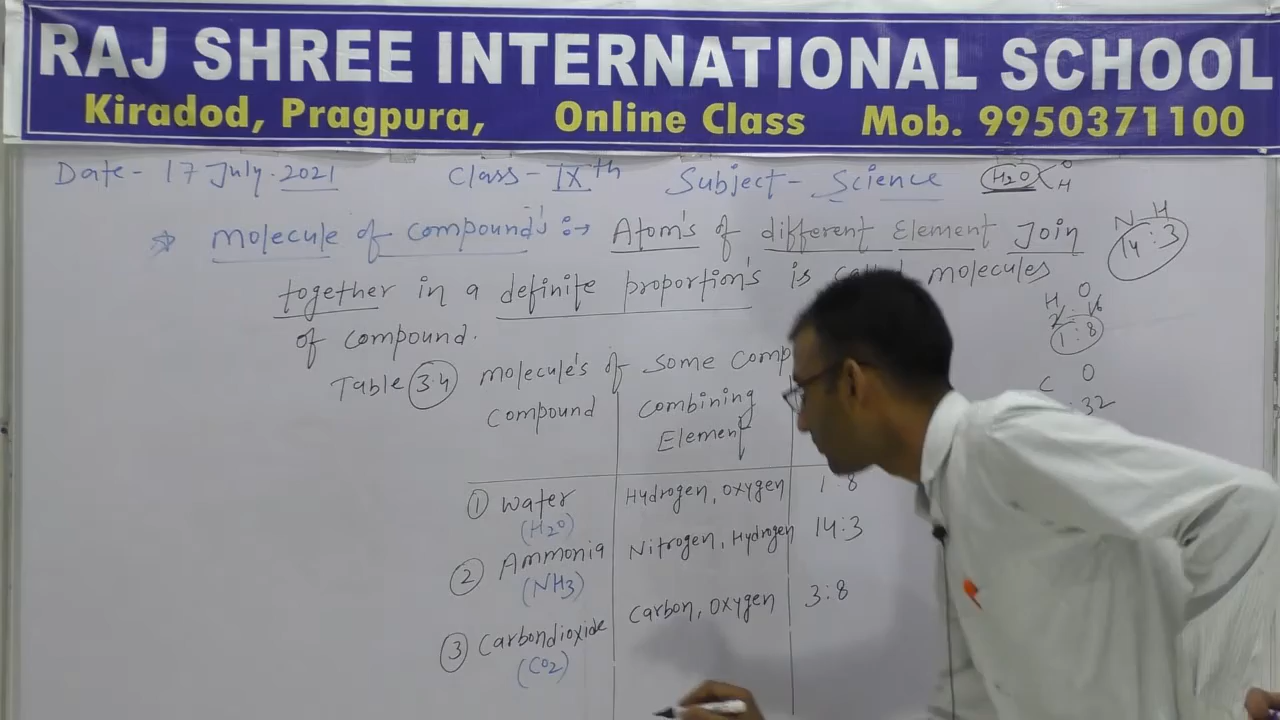 RAJ SHREE INTERNATIONAL SCHOOL
Kiradod, Pragpura, Online Class Mob. 9950371100
Date - 17 July. 2021 Class - IXth Subject - Science H2O O
H
Molecule of compound's :→ Atom's of different Element Join
together in a definite proportion's is molecules
of compound.
N H
14 : 3
H O
2 : 16
1 : 8
C O
: 32
Table 3.4 Molecule's of some Comp
Compound Combining
Element
① Water Hydrogen, Oxygen 1 8
(H2O)
② Ammonia Nitrogen, Hydrogen 14:3
(NH3)
③ Carbondioxide Carbon, Oxygen 3:8
(CO2)